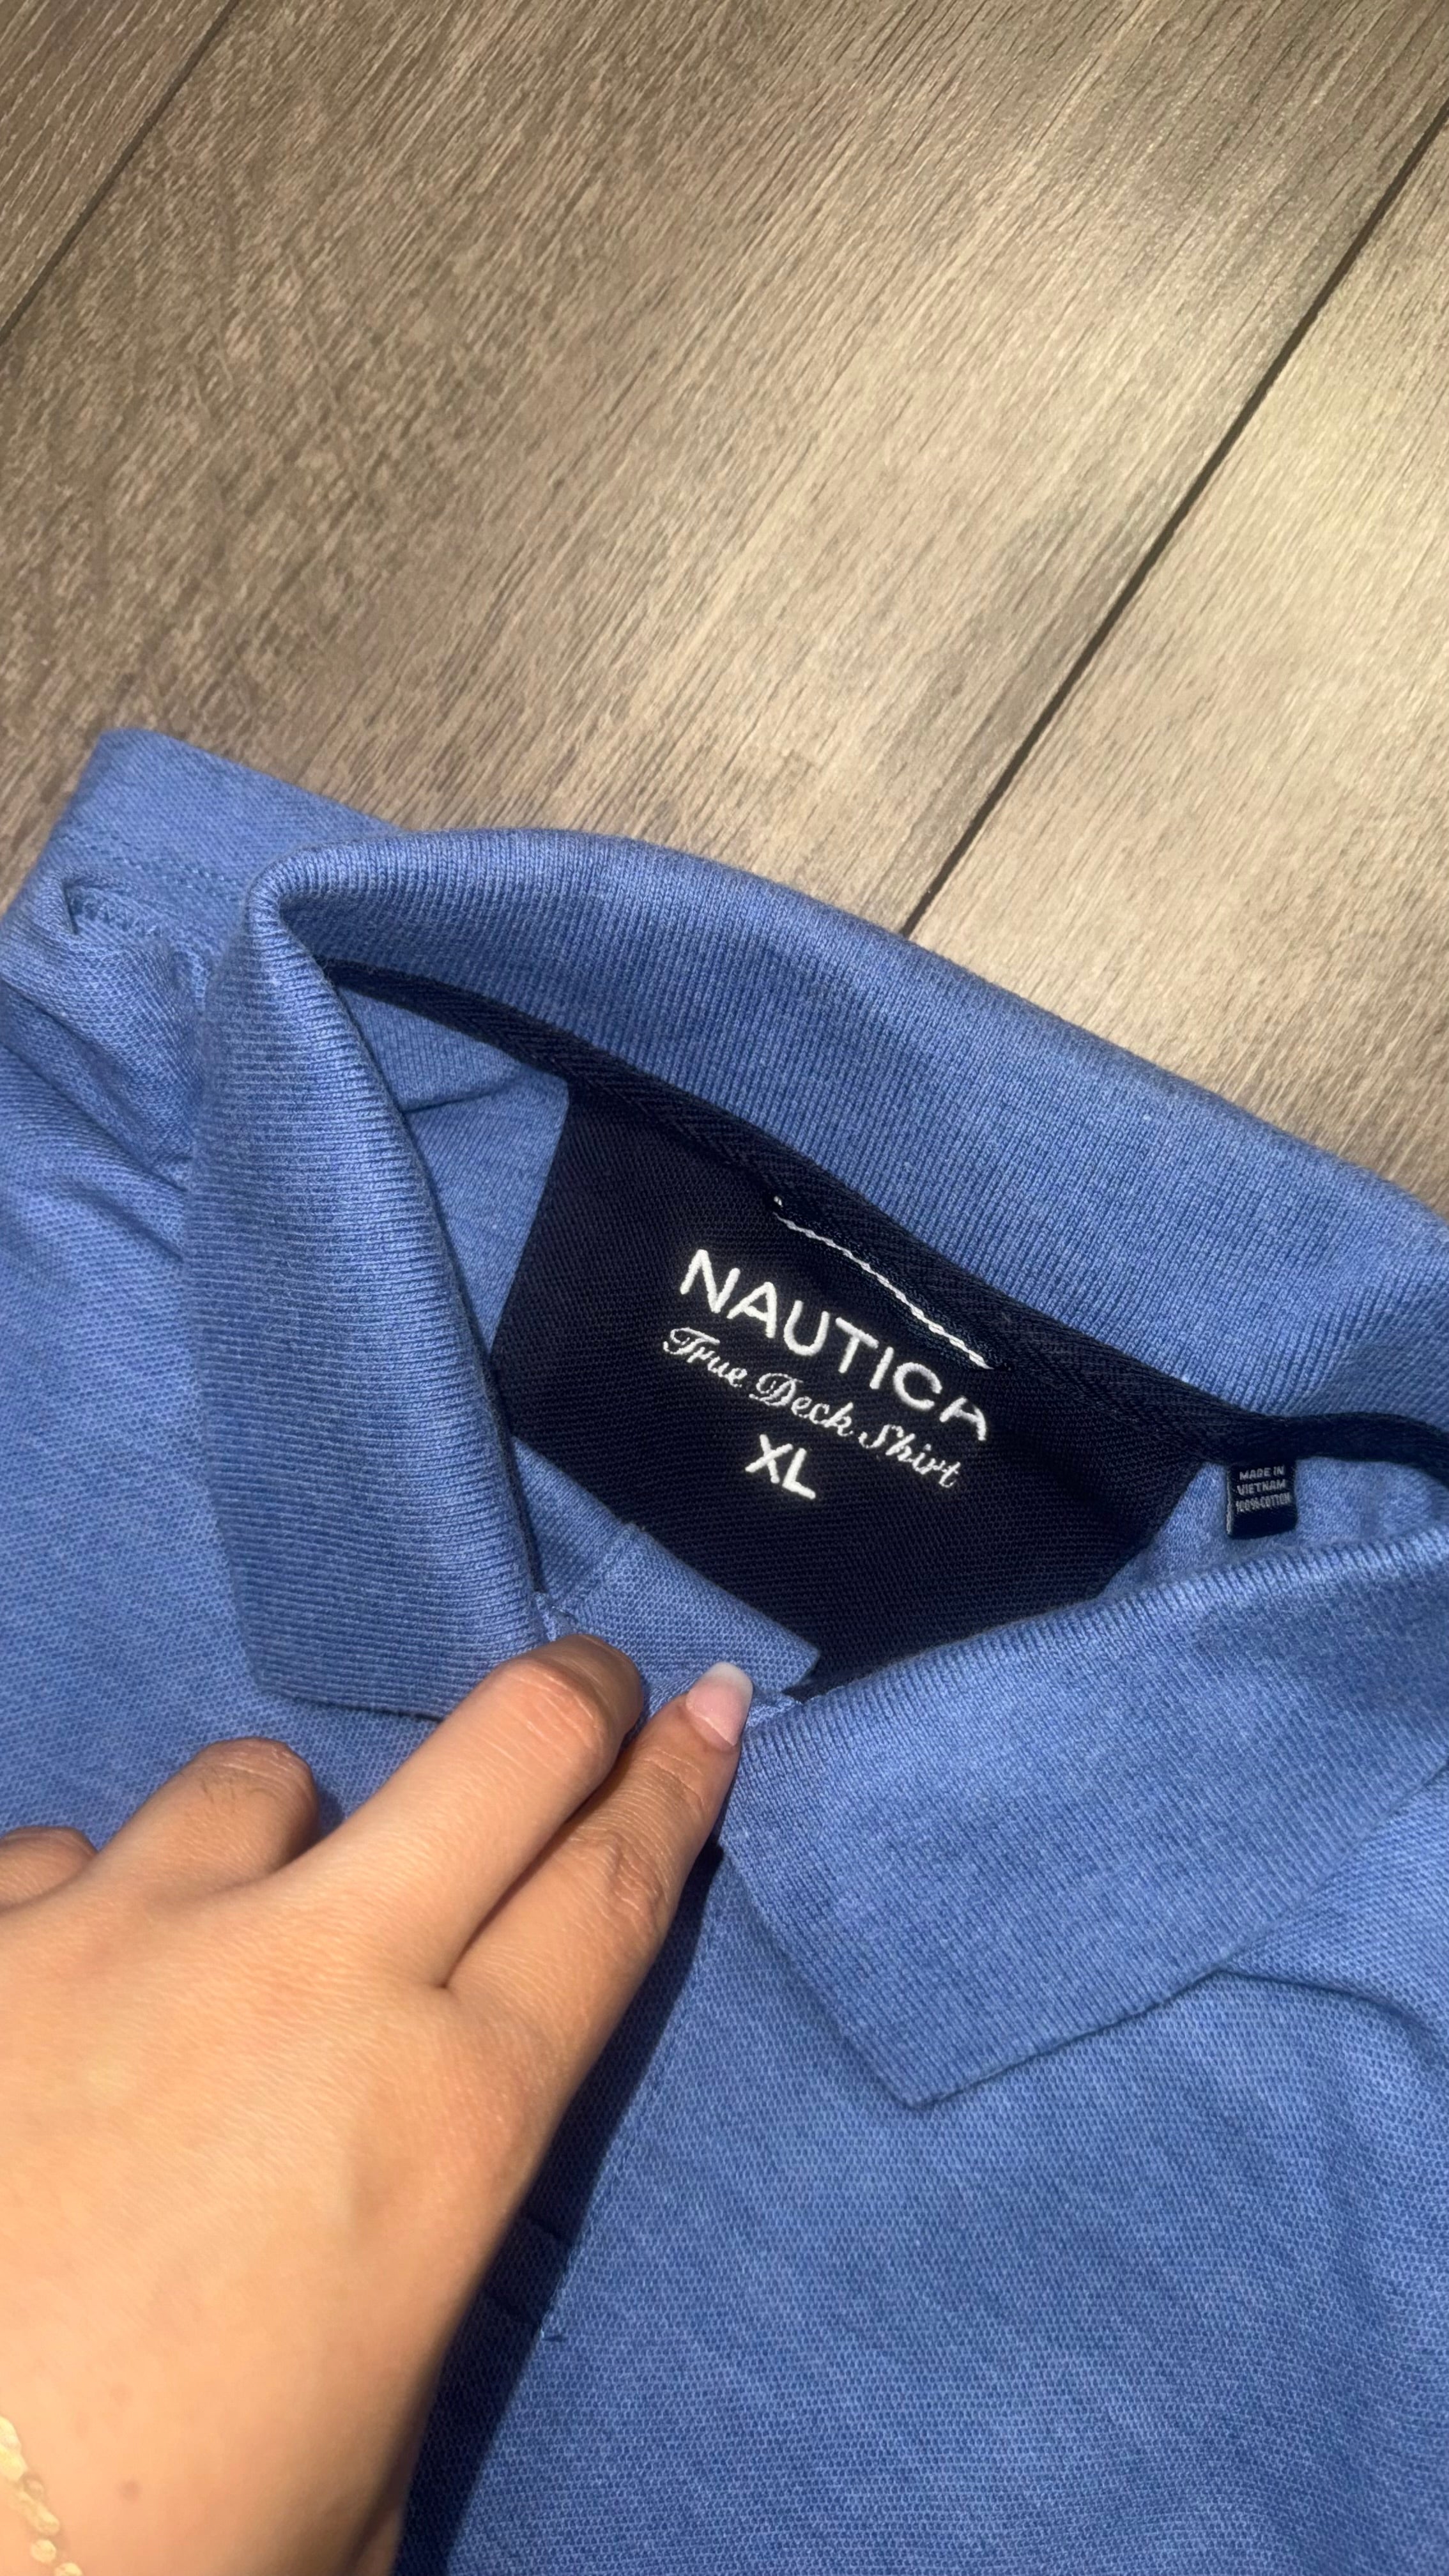 NAUTICA
True Deck Shirt
XL
MADE IN
VIETNAM
100% COTTON